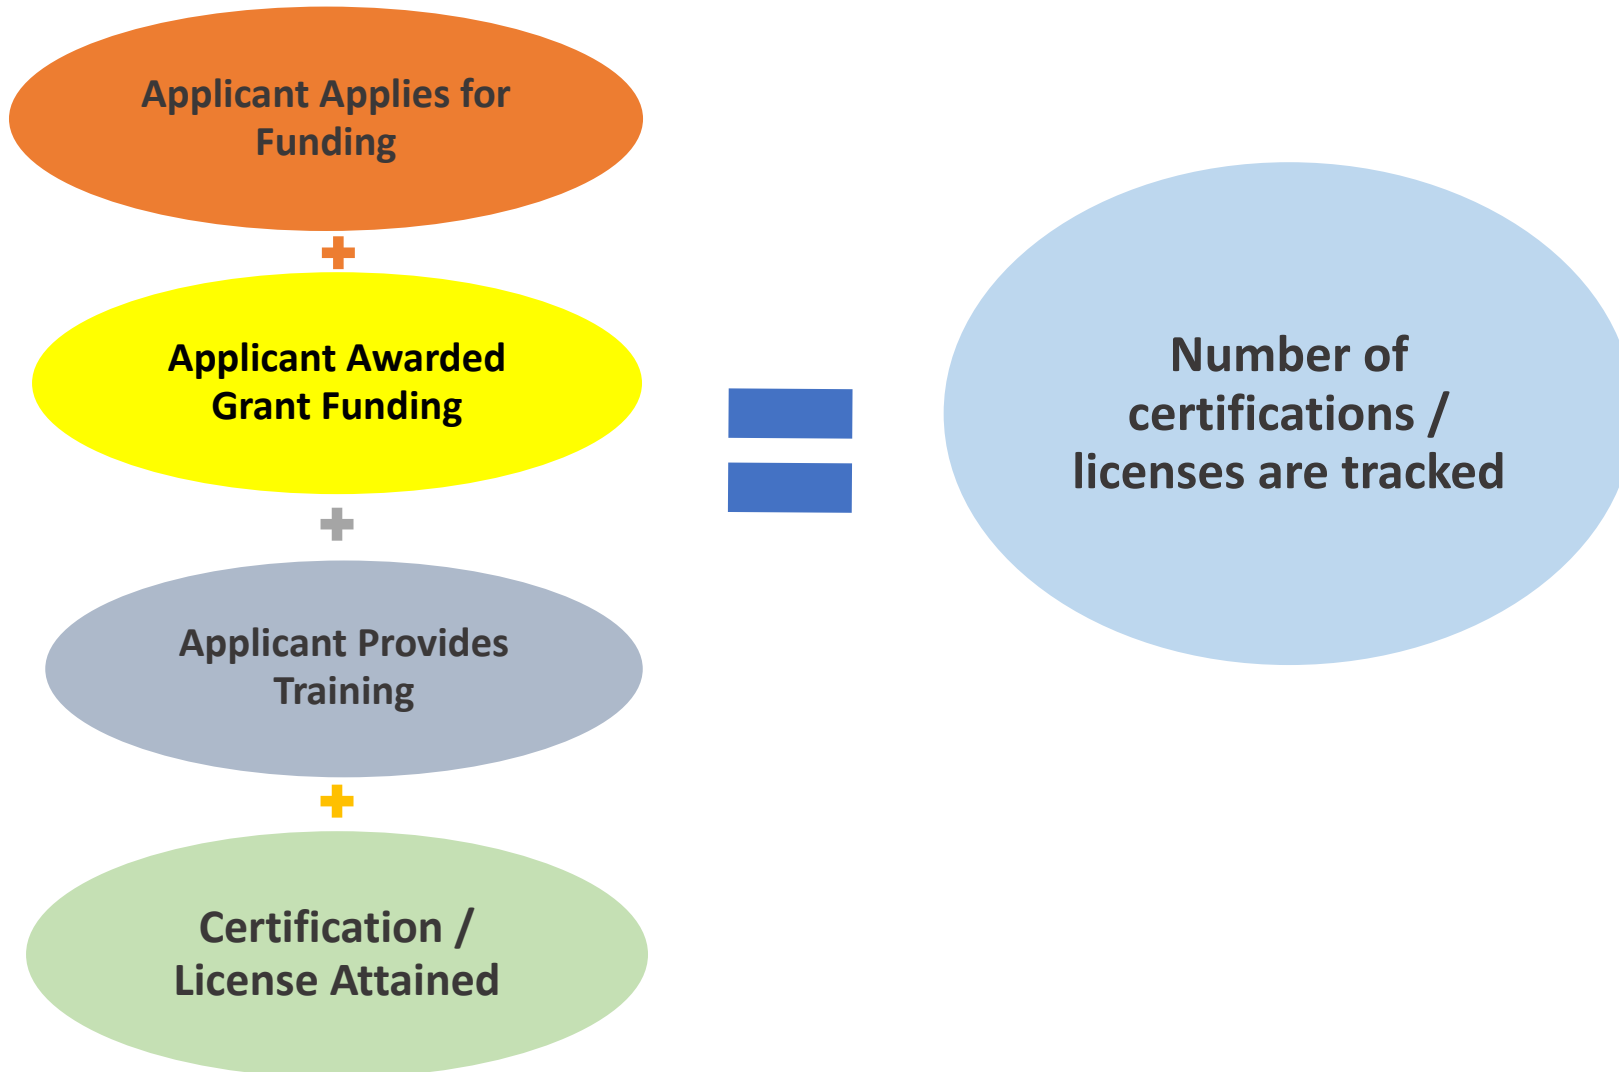 Applicant Applies for
Funding
Applicant Awarded
Grant Funding
Applicant Provides
Training
Certification /
License Attained
Number of
certifications /
licenses are tracked